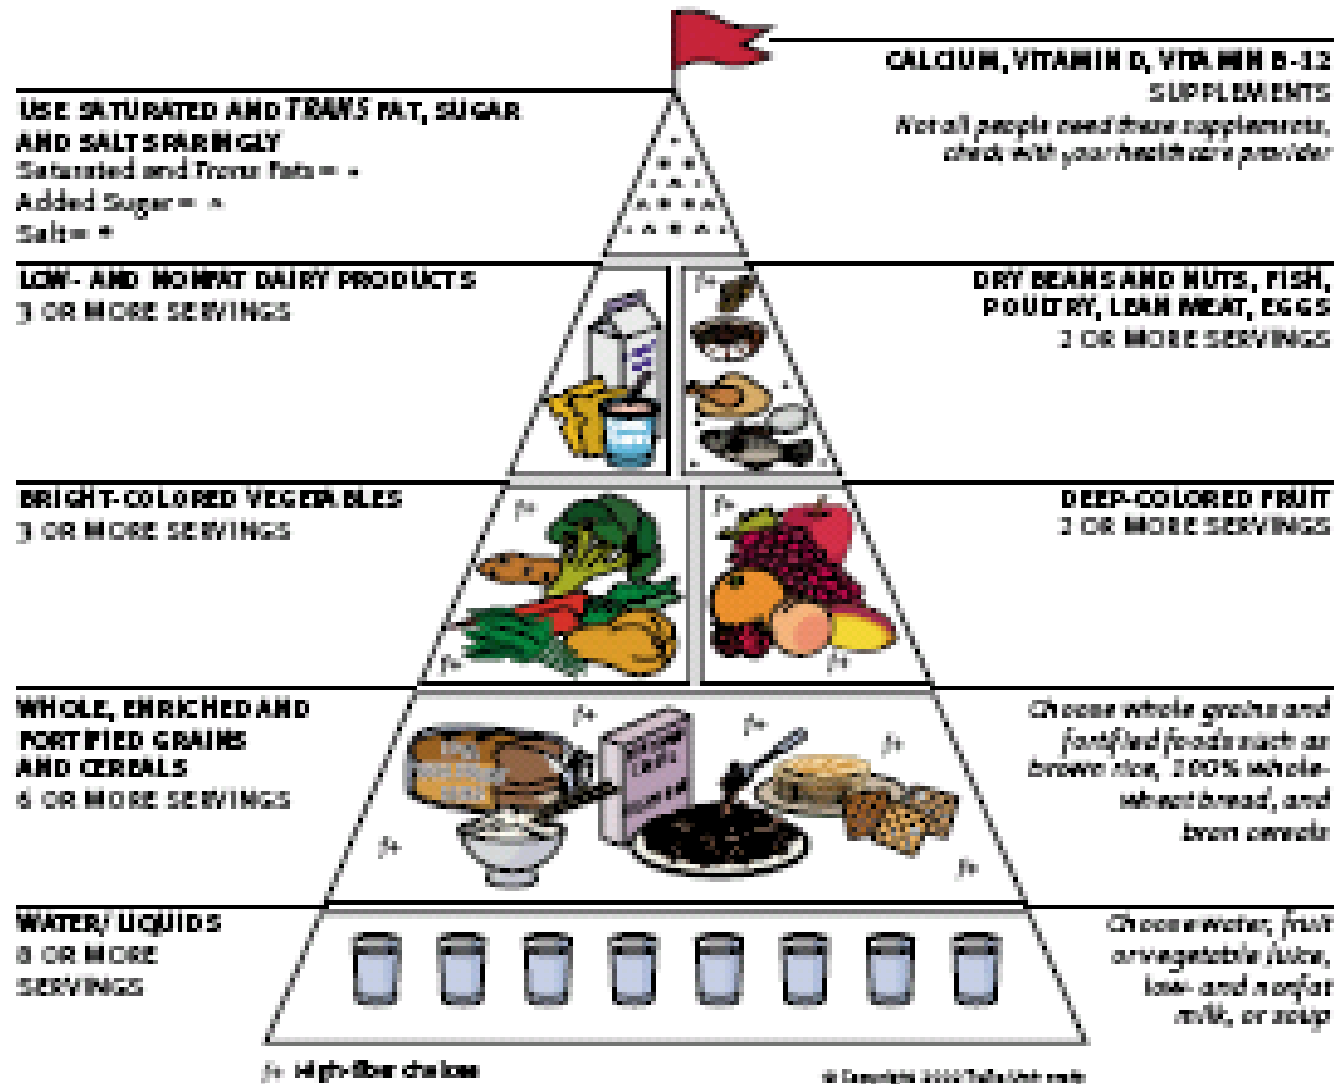 CALCIUM, VITAMIN D, VITAMIN B-12
SUPPLEMENTS
Not all people need these supplements,
check with your health care provider
USE SATURATED AND TRANS FAT, SUGAR
AND SALT SPARINGLY
Saturated and Trans Fats = •
Added Sugar = ^
Salt = *
LOW- AND NONFAT DAIRY PRODUCTS
3 OR MORE SERVINGS
DRY BEANS AND NUTS, FISH,
POULTRY, LEAN MEAT, EGGS
2 OR MORE SERVINGS
f+
BRIGHT-COLORED VEGETABLES
3 OR MORE SERVINGS
DEEP-COLORED FRUIT
2 OR MORE SERVINGS
f+
f+
f+
f+
WHOLE, ENRICHED AND
FORTIFIED GRAINS
AND CEREALS
6 OR MORE SERVINGS
Choose whole grains and
fortified foods such as
brown rice, 100% whole-
wheat bread, and
bran cereals
f+
f+
f+
f+
f+
WATER/LIQUIDS
8 OR MORE
SERVINGS
Choose water, fruit
or vegetable juice,
low- and nonfat
milk, or soup
f+ High-fiber choices
© Copyright Tufts University